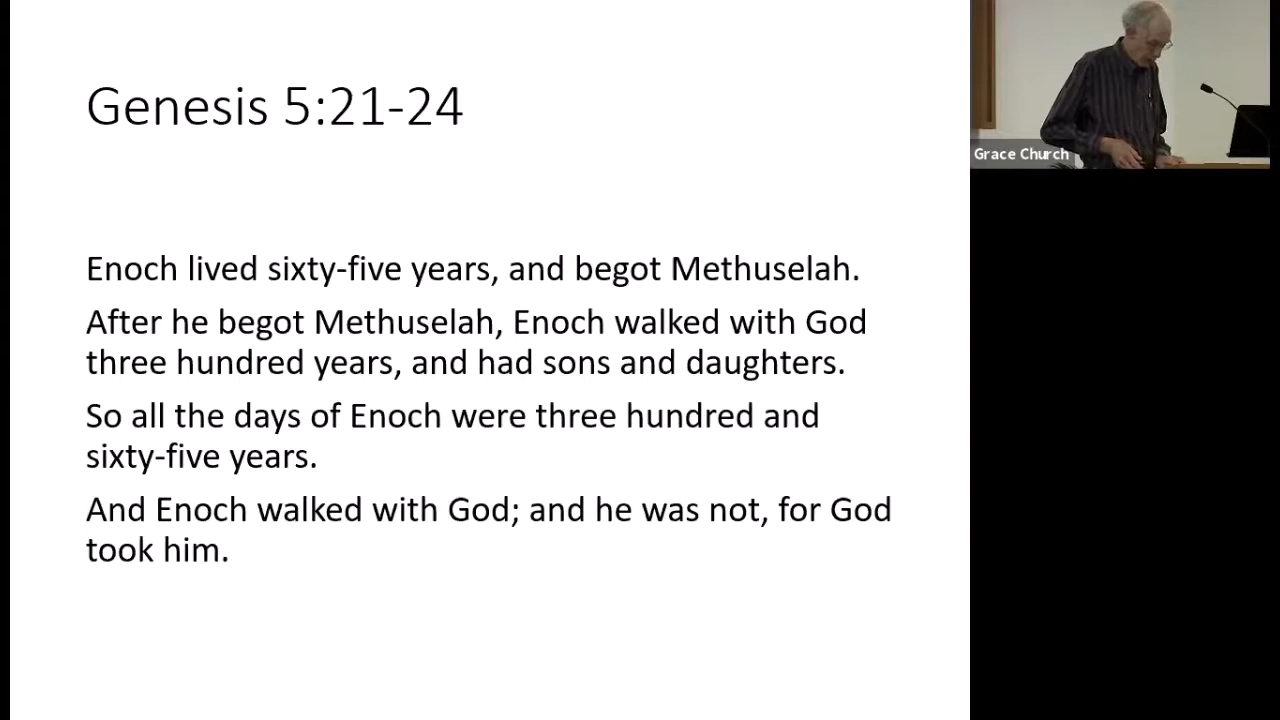 Genesis 5:21-24
Enoch lived sixty-five years, and begot Methuselah.
After he begot Methuselah, Enoch walked with God
three hundred years, and had sons and daughters.
So all the days of Enoch were three hundred and
sixty-five years.
And Enoch walked with God; and he was not, for God
took him.
Grace Church